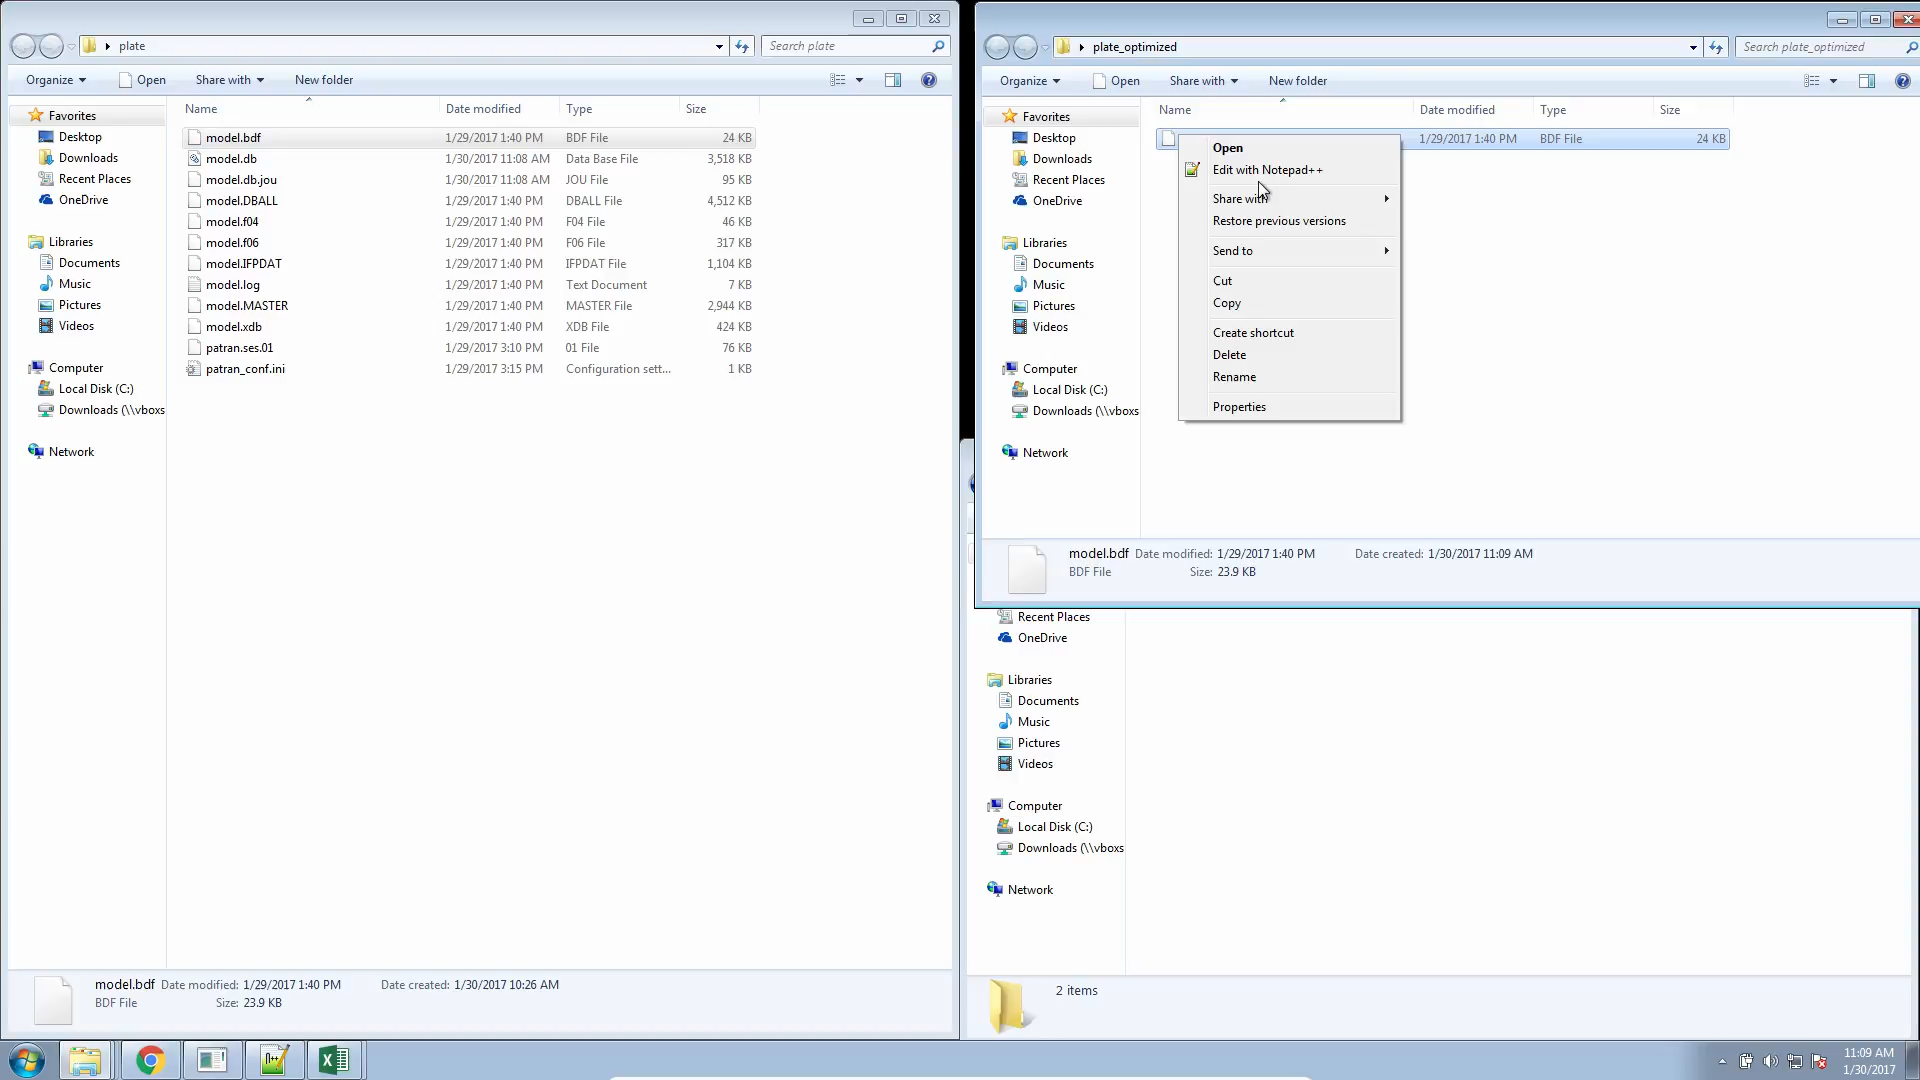 plate
Search plate
Organize
Open
Share with
New folder
Favorites
Desktop
Downloads
Recent Places
OneDrive
Libraries
Documents
Music
Pictures
Videos
Computer
Local Disk (C:)
Downloads (\\vboxs
Network
Name Date modified Type Size
model.bdf 1/29/2017 1:40 PM BDF File 24 KB
model.db 1/30/2017 11:08 AM Data Base File 3,518 KB
model.db.jou 1/30/2017 11:08 AM JOU File 95 KB
model.DBALL 1/29/2017 1:40 PM DBALL File 4,512 KB
model.f04 1/29/2017 1:40 PM F04 File 46 KB
model.f06 1/29/2017 1:40 PM F06 File 317 KB
model.IFPDAT 1/29/2017 1:40 PM IFPDAT File 1,104 KB
model.log 1/29/2017 1:40 PM Text Document 7 KB
model.MASTER 1/29/2017 1:40 PM MASTER File 2,944 KB
model.xdb 1/29/2017 1:40 PM XDB File 424 KB
patran.ses.01 1/29/2017 3:10 PM 01 File 76 KB
patran_conf.ini 1/29/2017 3:15 PM Configuration sett... 1 KB
model.bdf Date modified: 1/29/2017 1:40 PM Date created: 1/30/2017 10:26 AM
BDF File Size: 23.9 KB
plate_optimized
Search plate_optimized
Organize
Open
Share with
New folder
Favorites
Desktop
Downloads
Recent Places
OneDrive
Libraries
Documents
Music
Pictures
Videos
Computer
Local Disk (C:)
Downloads (\\vboxs
Network
Name Date modified Type Size
1/29/2017 1:40 PM BDF File 24 KB
Open
Edit with Notepad++
Share with
Restore previous versions
Send to
Cut
Copy
Create shortcut
Delete
Rename
Properties
model.bdf Date modified: 1/29/2017 1:40 PM Date created: 1/30/2017 11:09 AM
BDF File Size: 23.9 KB
Recent Places
OneDrive
Libraries
Documents
Music
Pictures
Videos
Computer
Local Disk (C:)
Downloads (\\vboxs
Network
2 items
11:09 AM
1/30/2017